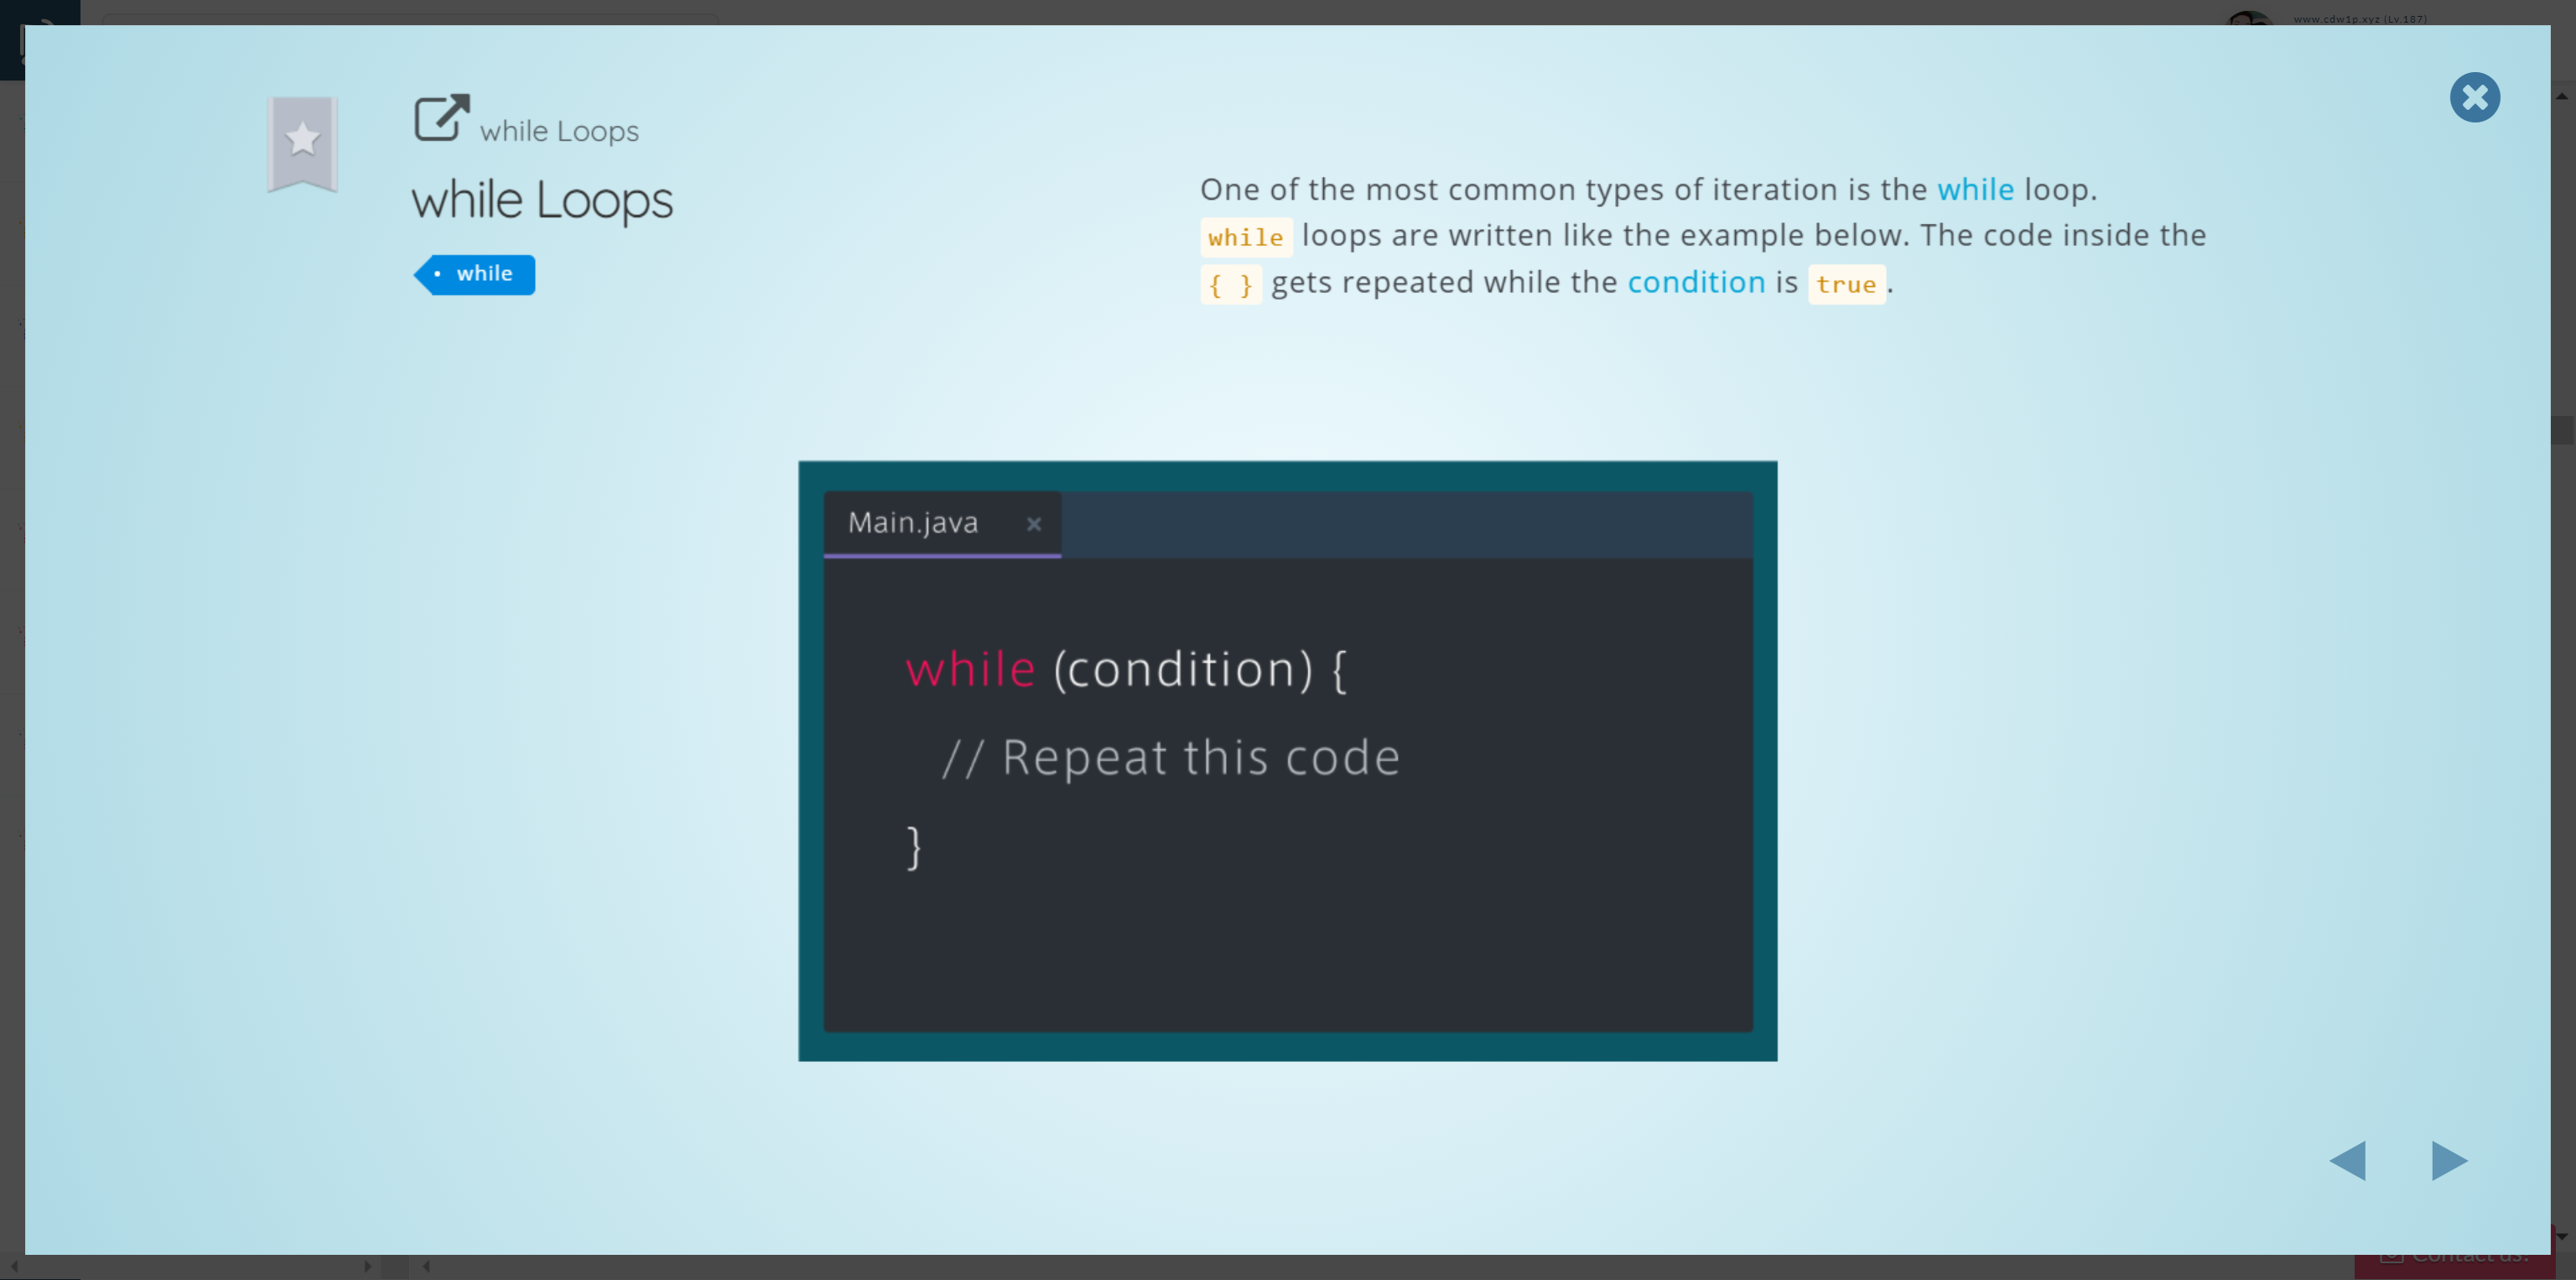 www.cdw1p.xyz (Lv.187)
while Loops
while Loops
while
One of the most common types of iteration is the while loop.
while loops are written like the example below. The code inside the
{ } gets repeated while the condition is true.
Main.java
while (condition) {
// Repeat this code
}
Contact us!